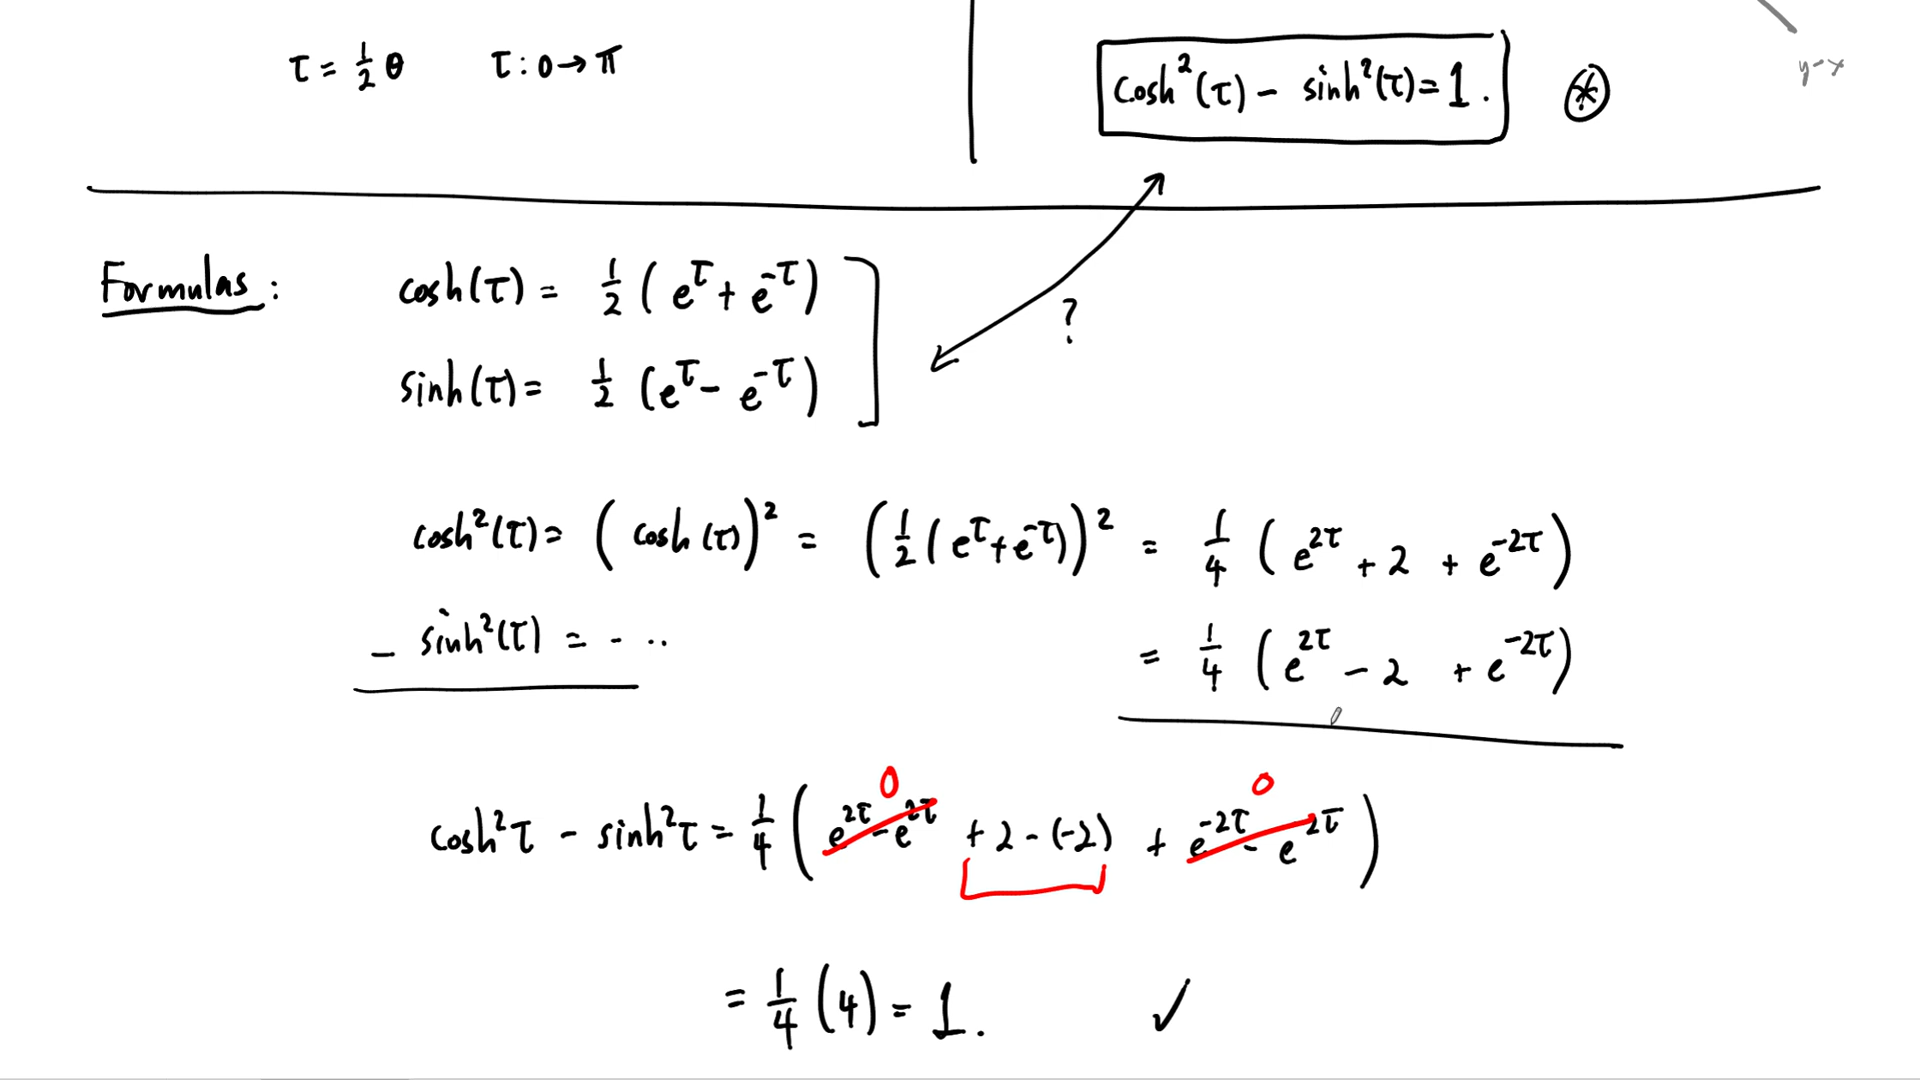 τ = 1/2 θ    τ : 0 → π
cosh²(τ) - sinh²(τ) = 1.    ⊛
y-x
Formulas :    cosh(τ) = 1/2 ( e^τ + e^-τ )
?
sinh(τ) = 1/2 (e^τ - e^-τ )
cosh²(τ) = ( cosh (τ) )² = ( 1/2 ( e^τ + e^-τ ) )² = 1/4 ( e^2τ + 2 + e^-2τ )
- sinh²(τ) = - ..    = 1/4 ( e^2τ - 2 + e^-2τ )
0    0
cosh²τ - sinh²τ = 1/4 ( e^2τ - e^2τ + 2 - (-2) + e^-2τ - e^-2τ )
= 1/4 (4) = 1. ✓